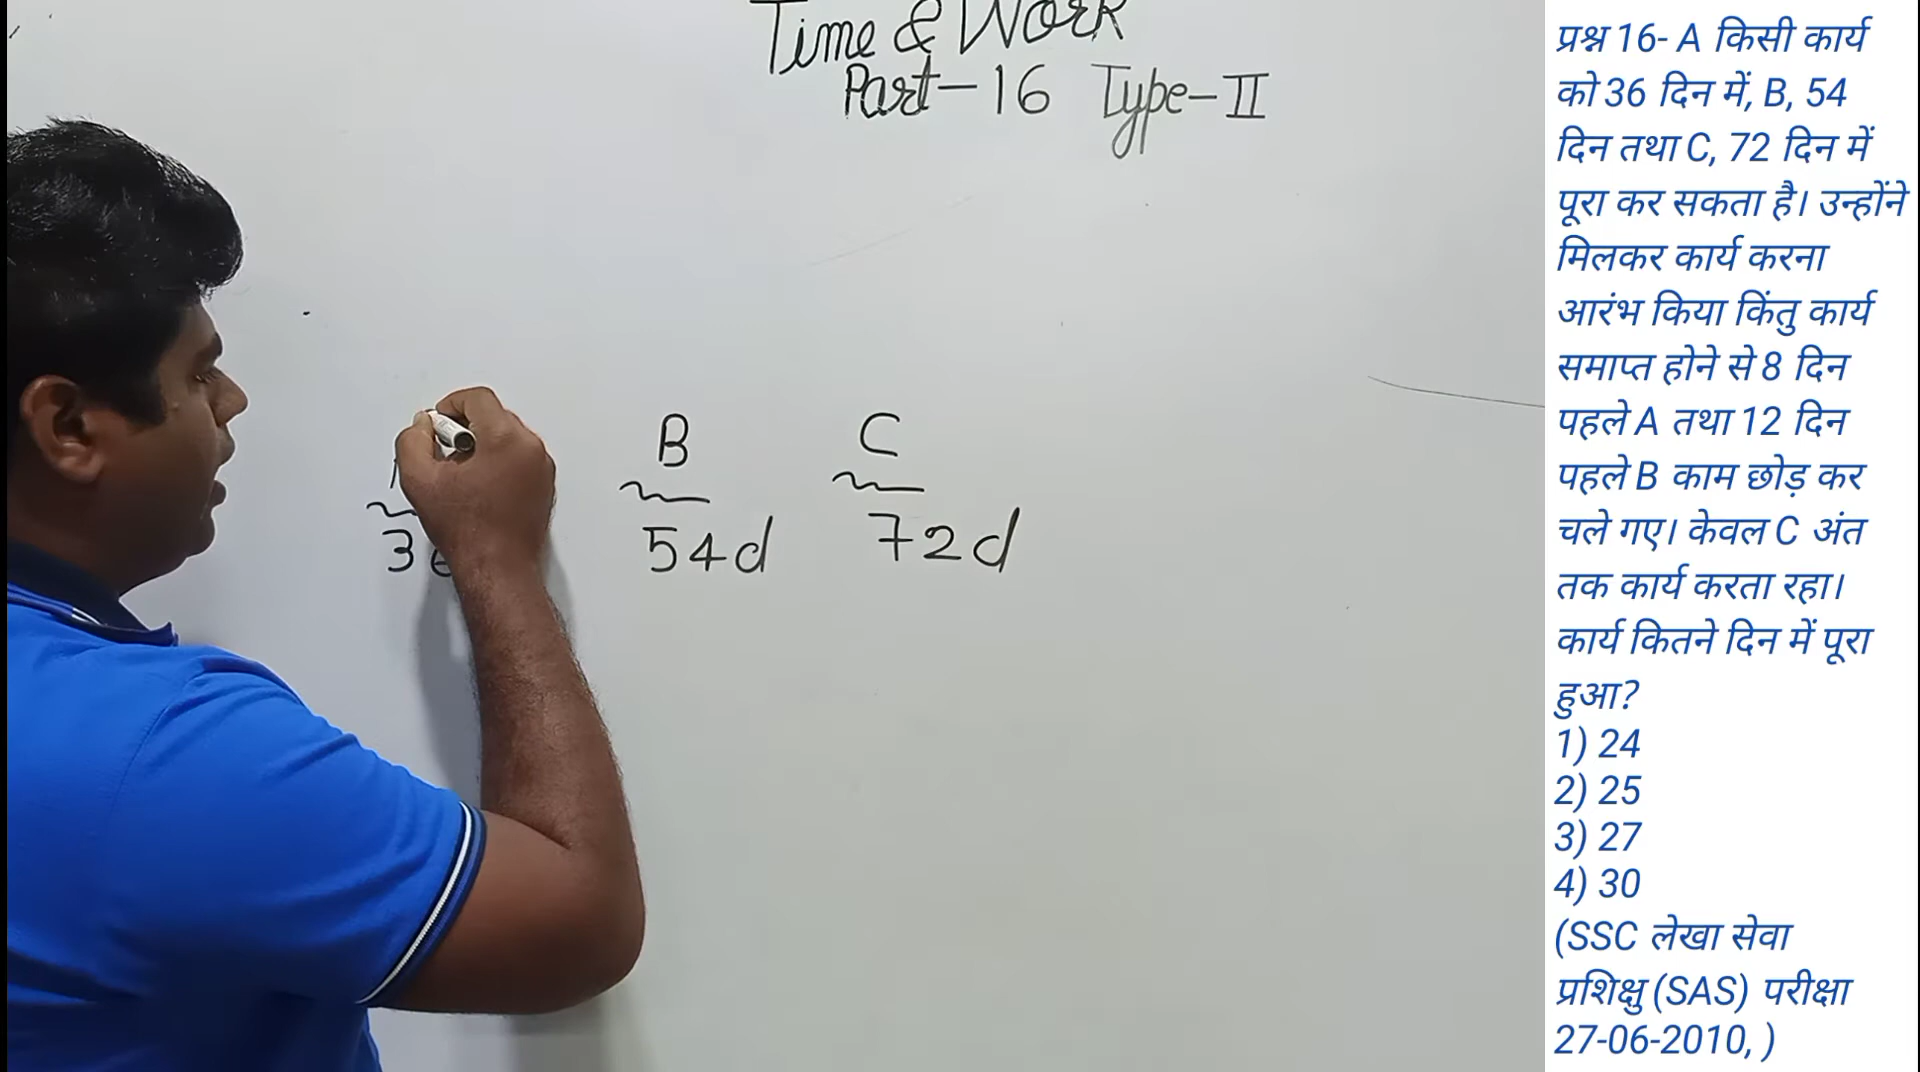 Time & Work
Part-16 Type-II
B
C
36
54d
72d
प्रश्न 16- A किसी कार्य
को 36 दिन में, B, 54
दिन तथा C, 72 दिन में
पूरा कर सकता है। उन्होंने
मिलकर कार्य करना
आरंभ किया किंतु कार्य
समाप्त होने से 8 दिन
पहले A तथा 12 दिन
पहले B काम छोड़ कर
चले गए। केवल C अंत
तक कार्य करता रहा।
कार्य कितने दिन में पूरा
हुआ?
1) 24
2) 25
3) 27
4) 30
(SSC लेखा सेवा
प्रशिक्षु (SAS) परीक्षा
27-06-2010, )